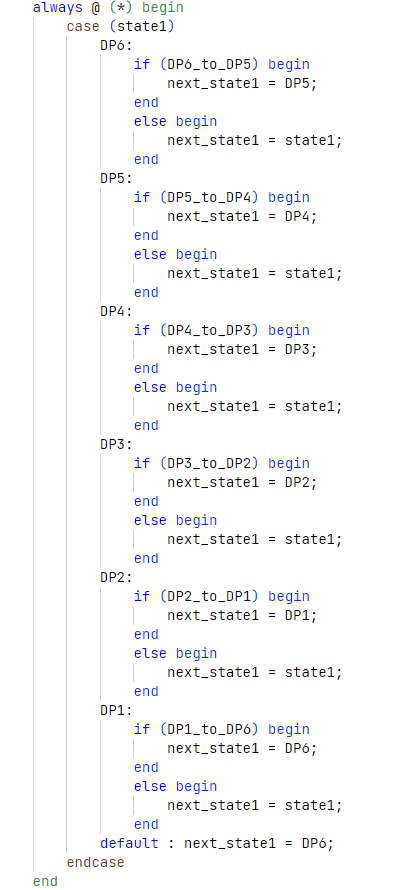 always @ (*) begin
    case (state1)
        DP6:
            if (DP6_to_DP5) begin
                next_state1 = DP5;
            end
            else begin
                next_state1 = state1;
            end
        DP5:
            if (DP5_to_DP4) begin
                next_state1 = DP4;
            end
            else begin
                next_state1 = state1;
            end
        DP4:
            if (DP4_to_DP3) begin
                next_state1 = DP3;
            end
            else begin
                next_state1 = state1;
            end
        DP3:
            if (DP3_to_DP2) begin
                next_state1 = DP2;
            end
            else begin
                next_state1 = state1;
            end
        DP2:
            if (DP2_to_DP1) begin
                next_state1 = DP1;
            end
            else begin
                next_state1 = state1;
            end
        DP1:
            if (DP1_to_DP6) begin
                next_state1 = DP6;
            end
            else begin
                next_state1 = state1;
            end
        default : next_state1 = DP6;
    endcase
end